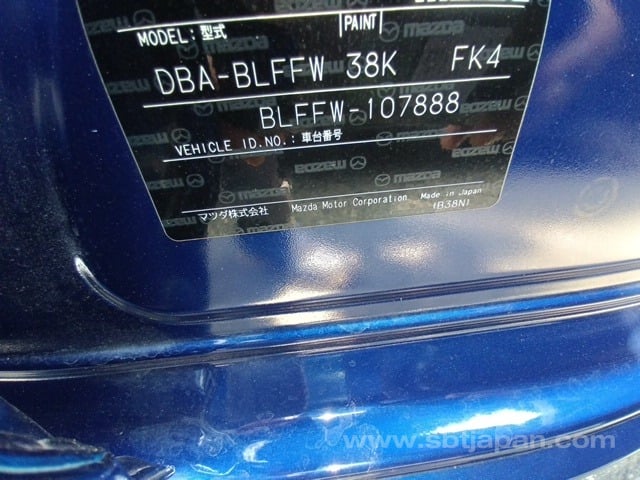 MODEL:型式 PAINT
DBA-BLFFW 38K FK4
BLFFW-107888
VEHICLE ID.NO.:車台番号
マツダ株式会社 Mazda Motor Corporation Made in Japan
(B38N)
www.sbtjapan.com